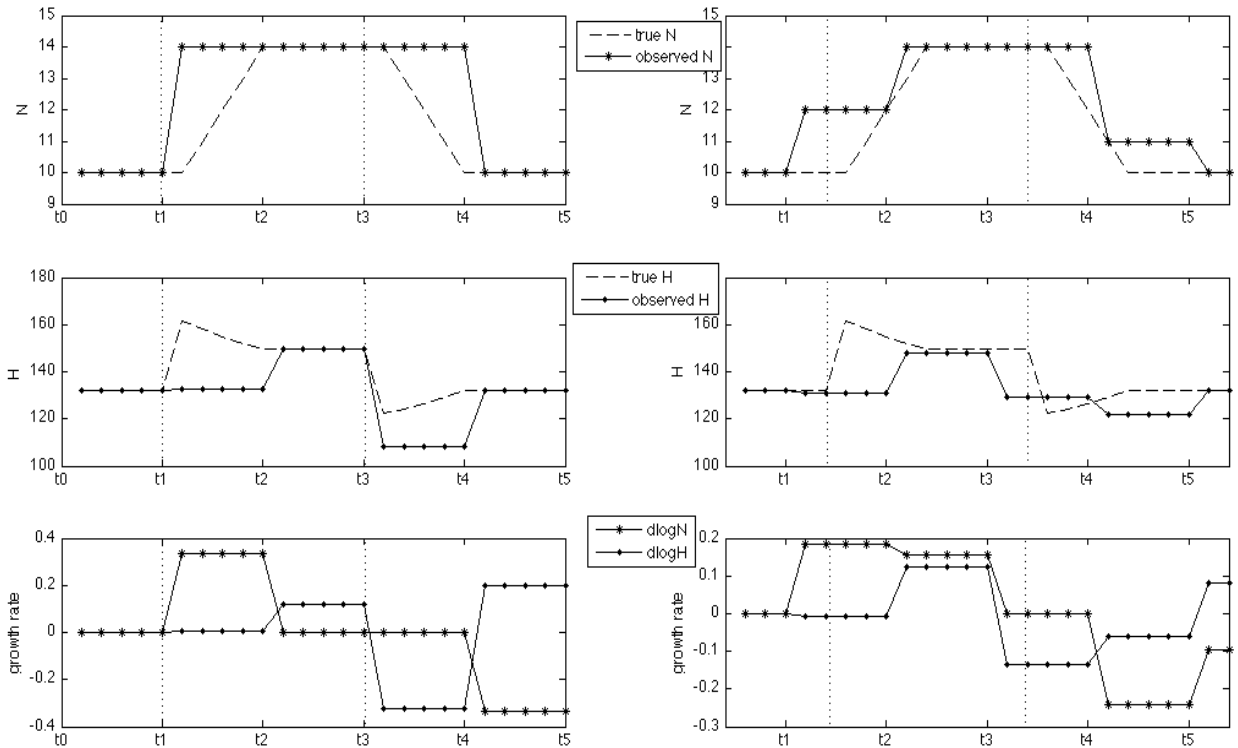 15
14
13
12
11
10
9
N
t0
t1
t2
t3
t4
t5
true N
observed N
15
14
13
12
11
10
9
N
t1
t2
t3
t4
t5
180
160
140
120
100
H
t0
t1
t2
t3
t4
t5
true H
observed H
180
160
140
120
100
H
t1
t2
t3
t4
t5
0.4
0.2
0
-0.2
-0.4
growth rate
t0
t1
t2
t3
t4
t5
dlogN
dlogH
0.2
0.1
0
-0.1
-0.2
-0.3
growth rate
t1
t2
t3
t4
t5